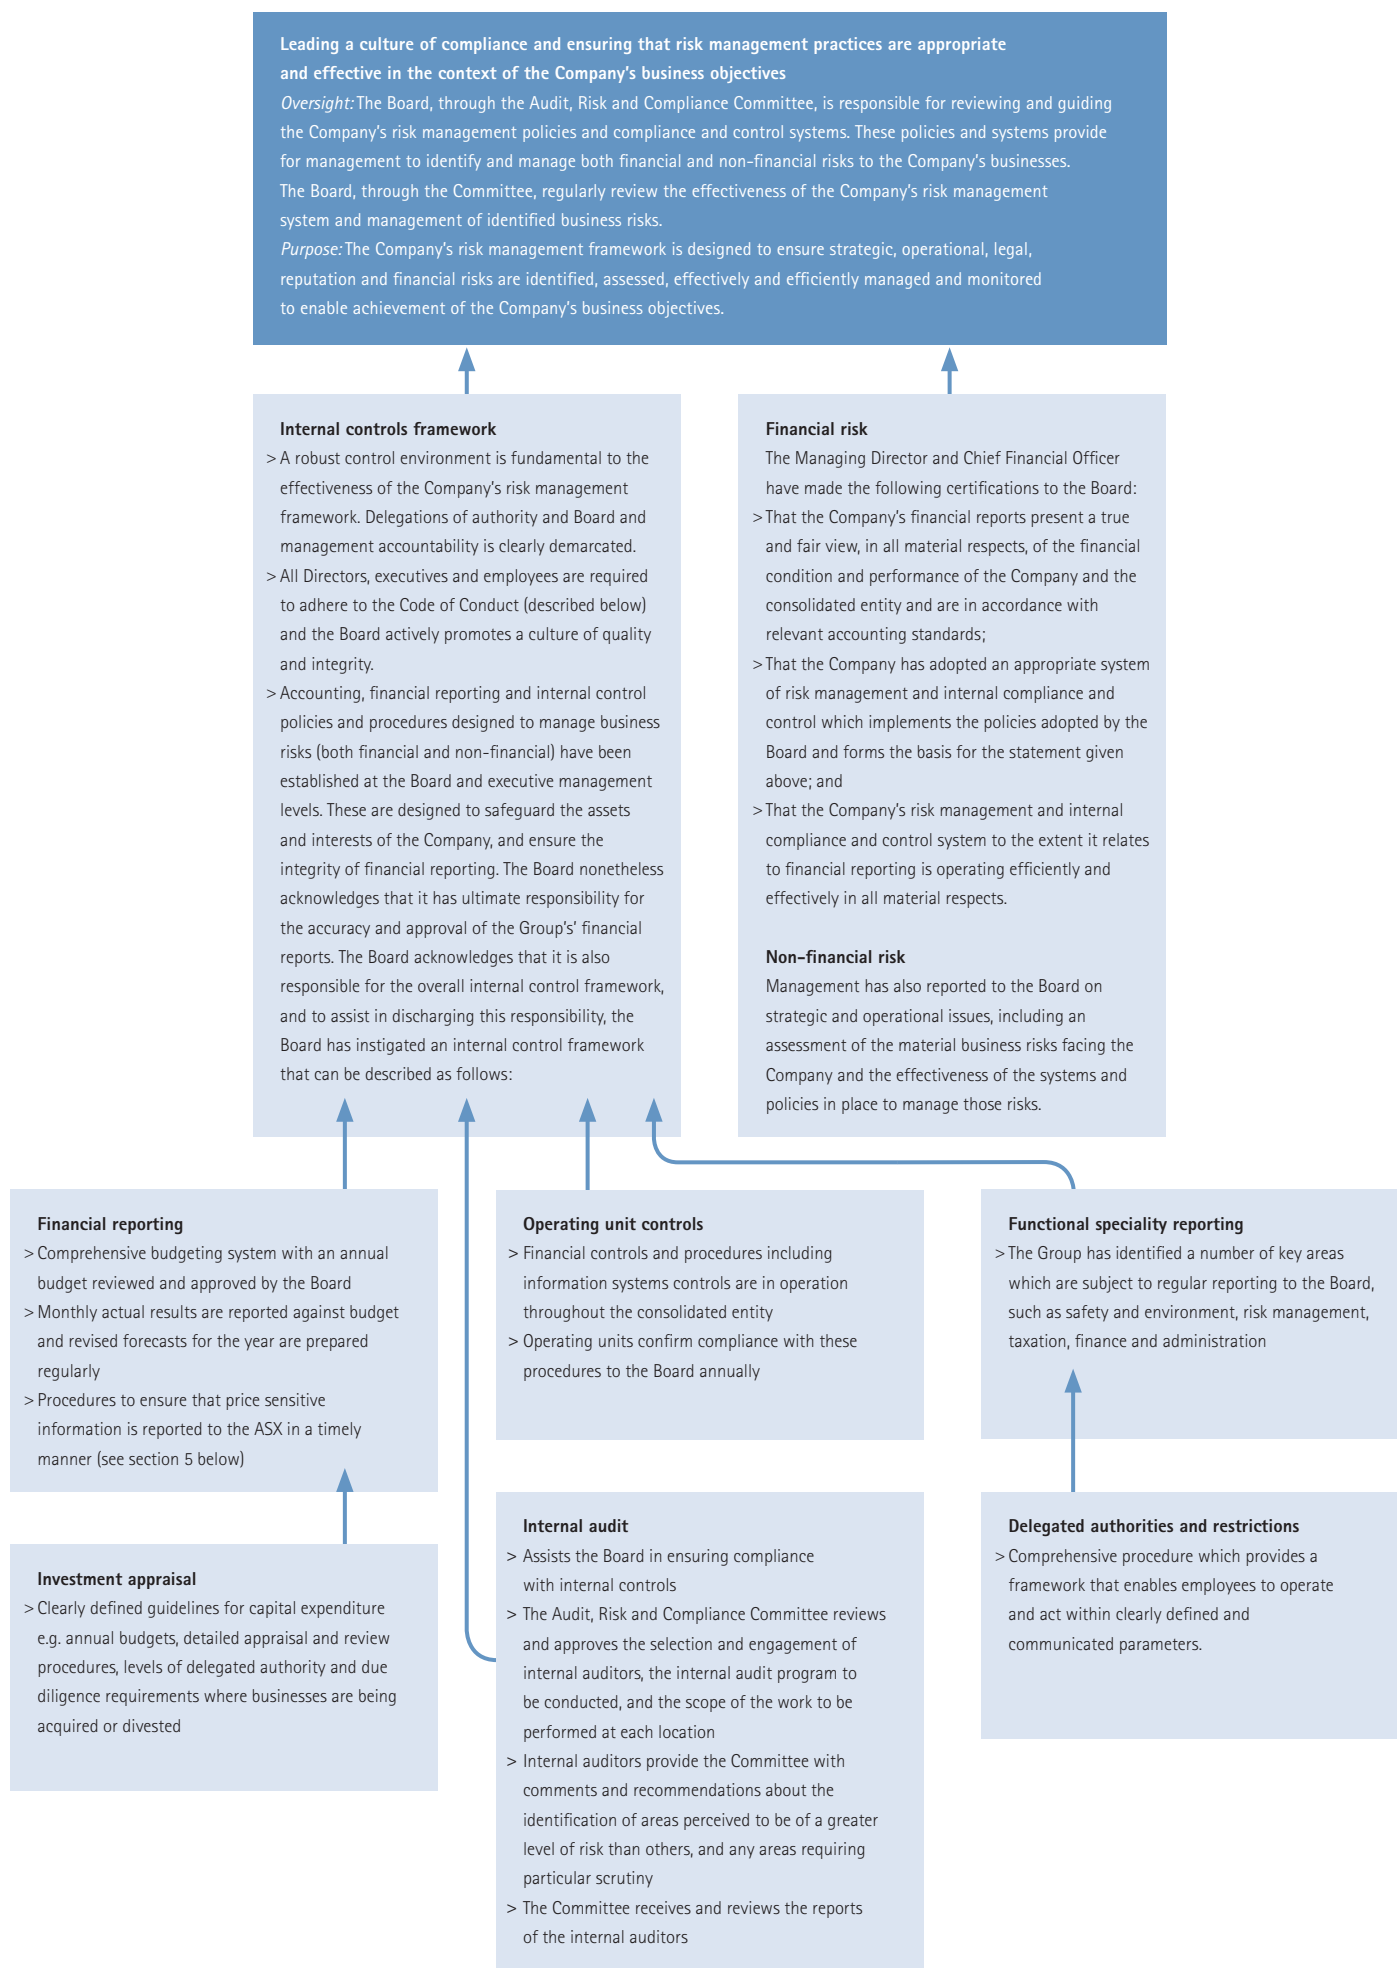 Leading a culture of compliance and ensuring that risk management practices are appropriate
and effective in the context of the Company's business objectives
Oversight: The Board, through the Audit, Risk and Compliance Committee, is responsible for reviewing and guiding
the Company's risk management policies and compliance and control systems. These policies and systems provide
for management to identify and manage both financial and non-financial risks to the Company's businesses.
The Board, through the Committee, regularly review the effectiveness of the Company's risk management
system and management of identified business risks.
Purpose: The Company's risk management framework is designed to ensure strategic, operational, legal,
reputation and financial risks are identified, assessed, effectively and efficiently managed and monitored
to enable achievement of the Company's business objectives.
Internal controls framework
> A robust control environment is fundamental to the
effectiveness of the Company's risk management
framework. Delegations of authority and Board and
management accountability is clearly demarcated.
> All Directors, executives and employees are required
to adhere to the Code of Conduct (described below)
and the Board actively promotes a culture of quality
and integrity.
> Accounting, financial reporting and internal control
policies and procedures designed to manage business
risks (both financial and non-financial) have been
established at the Board and executive management
levels. These are designed to safeguard the assets
and interests of the Company, and ensure the
integrity of financial reporting. The Board nonetheless
acknowledges that it has ultimate responsibility for
the accuracy and approval of the Group's' financial
reports. The Board acknowledges that it is also
responsible for the overall internal control framework,
and to assist in discharging this responsibility, the
Board has instigated an internal control framework
that can be described as follows:
Financial risk
The Managing Director and Chief Financial Officer
have made the following certifications to the Board:
> That the Company's financial reports present a true
and fair view, in all material respects, of the financial
condition and performance of the Company and the
consolidated entity and are in accordance with
relevant accounting standards;
> That the Company has adopted an appropriate system
of risk management and internal compliance and
control which implements the policies adopted by the
Board and forms the basis for the statement given
above; and
> That the Company's risk management and internal
compliance and control system to the extent it relates
to financial reporting is operating efficiently and
effectively in all material respects.
Non-financial risk
Management has also reported to the Board on
strategic and operational issues, including an
assessment of the material business risks facing the
Company and the effectiveness of the systems and
policies in place to manage those risks.
Financial reporting
> Comprehensive budgeting system with an annual
budget reviewed and approved by the Board
> Monthly actual results are reported against budget
and revised forecasts for the year are prepared
regularly
> Procedures to ensure that price sensitive
information is reported to the ASX in a timely
manner (see section 5 below)
Operating unit controls
> Financial controls and procedures including
information systems controls are in operation
throughout the consolidated entity
> Operating units confirm compliance with these
procedures to the Board annually
Functional speciality reporting
> The Group has identified a number of key areas
which are subject to regular reporting to the Board,
such as safety and environment, risk management,
taxation, finance and administration
Investment appraisal
> Clearly defined guidelines for capital expenditure
e.g. annual budgets, detailed appraisal and review
procedures, levels of delegated authority and due
diligence requirements where businesses are being
acquired or divested
Internal audit
> Assists the Board in ensuring compliance
with internal controls
> The Audit, Risk and Compliance Committee reviews
and approves the selection and engagement of
internal auditors, the internal audit program to
be conducted, and the scope of the work to be
performed at each location
> Internal auditors provide the Committee with
comments and recommendations about the
identification of areas perceived to be of a greater
level of risk than others, and any areas requiring
particular scrutiny
> The Committee receives and reviews the reports
of the internal auditors
Delegated authorities and restrictions
> Comprehensive procedure which provides a
framework that enables employees to operate
and act within clearly defined and
communicated parameters.